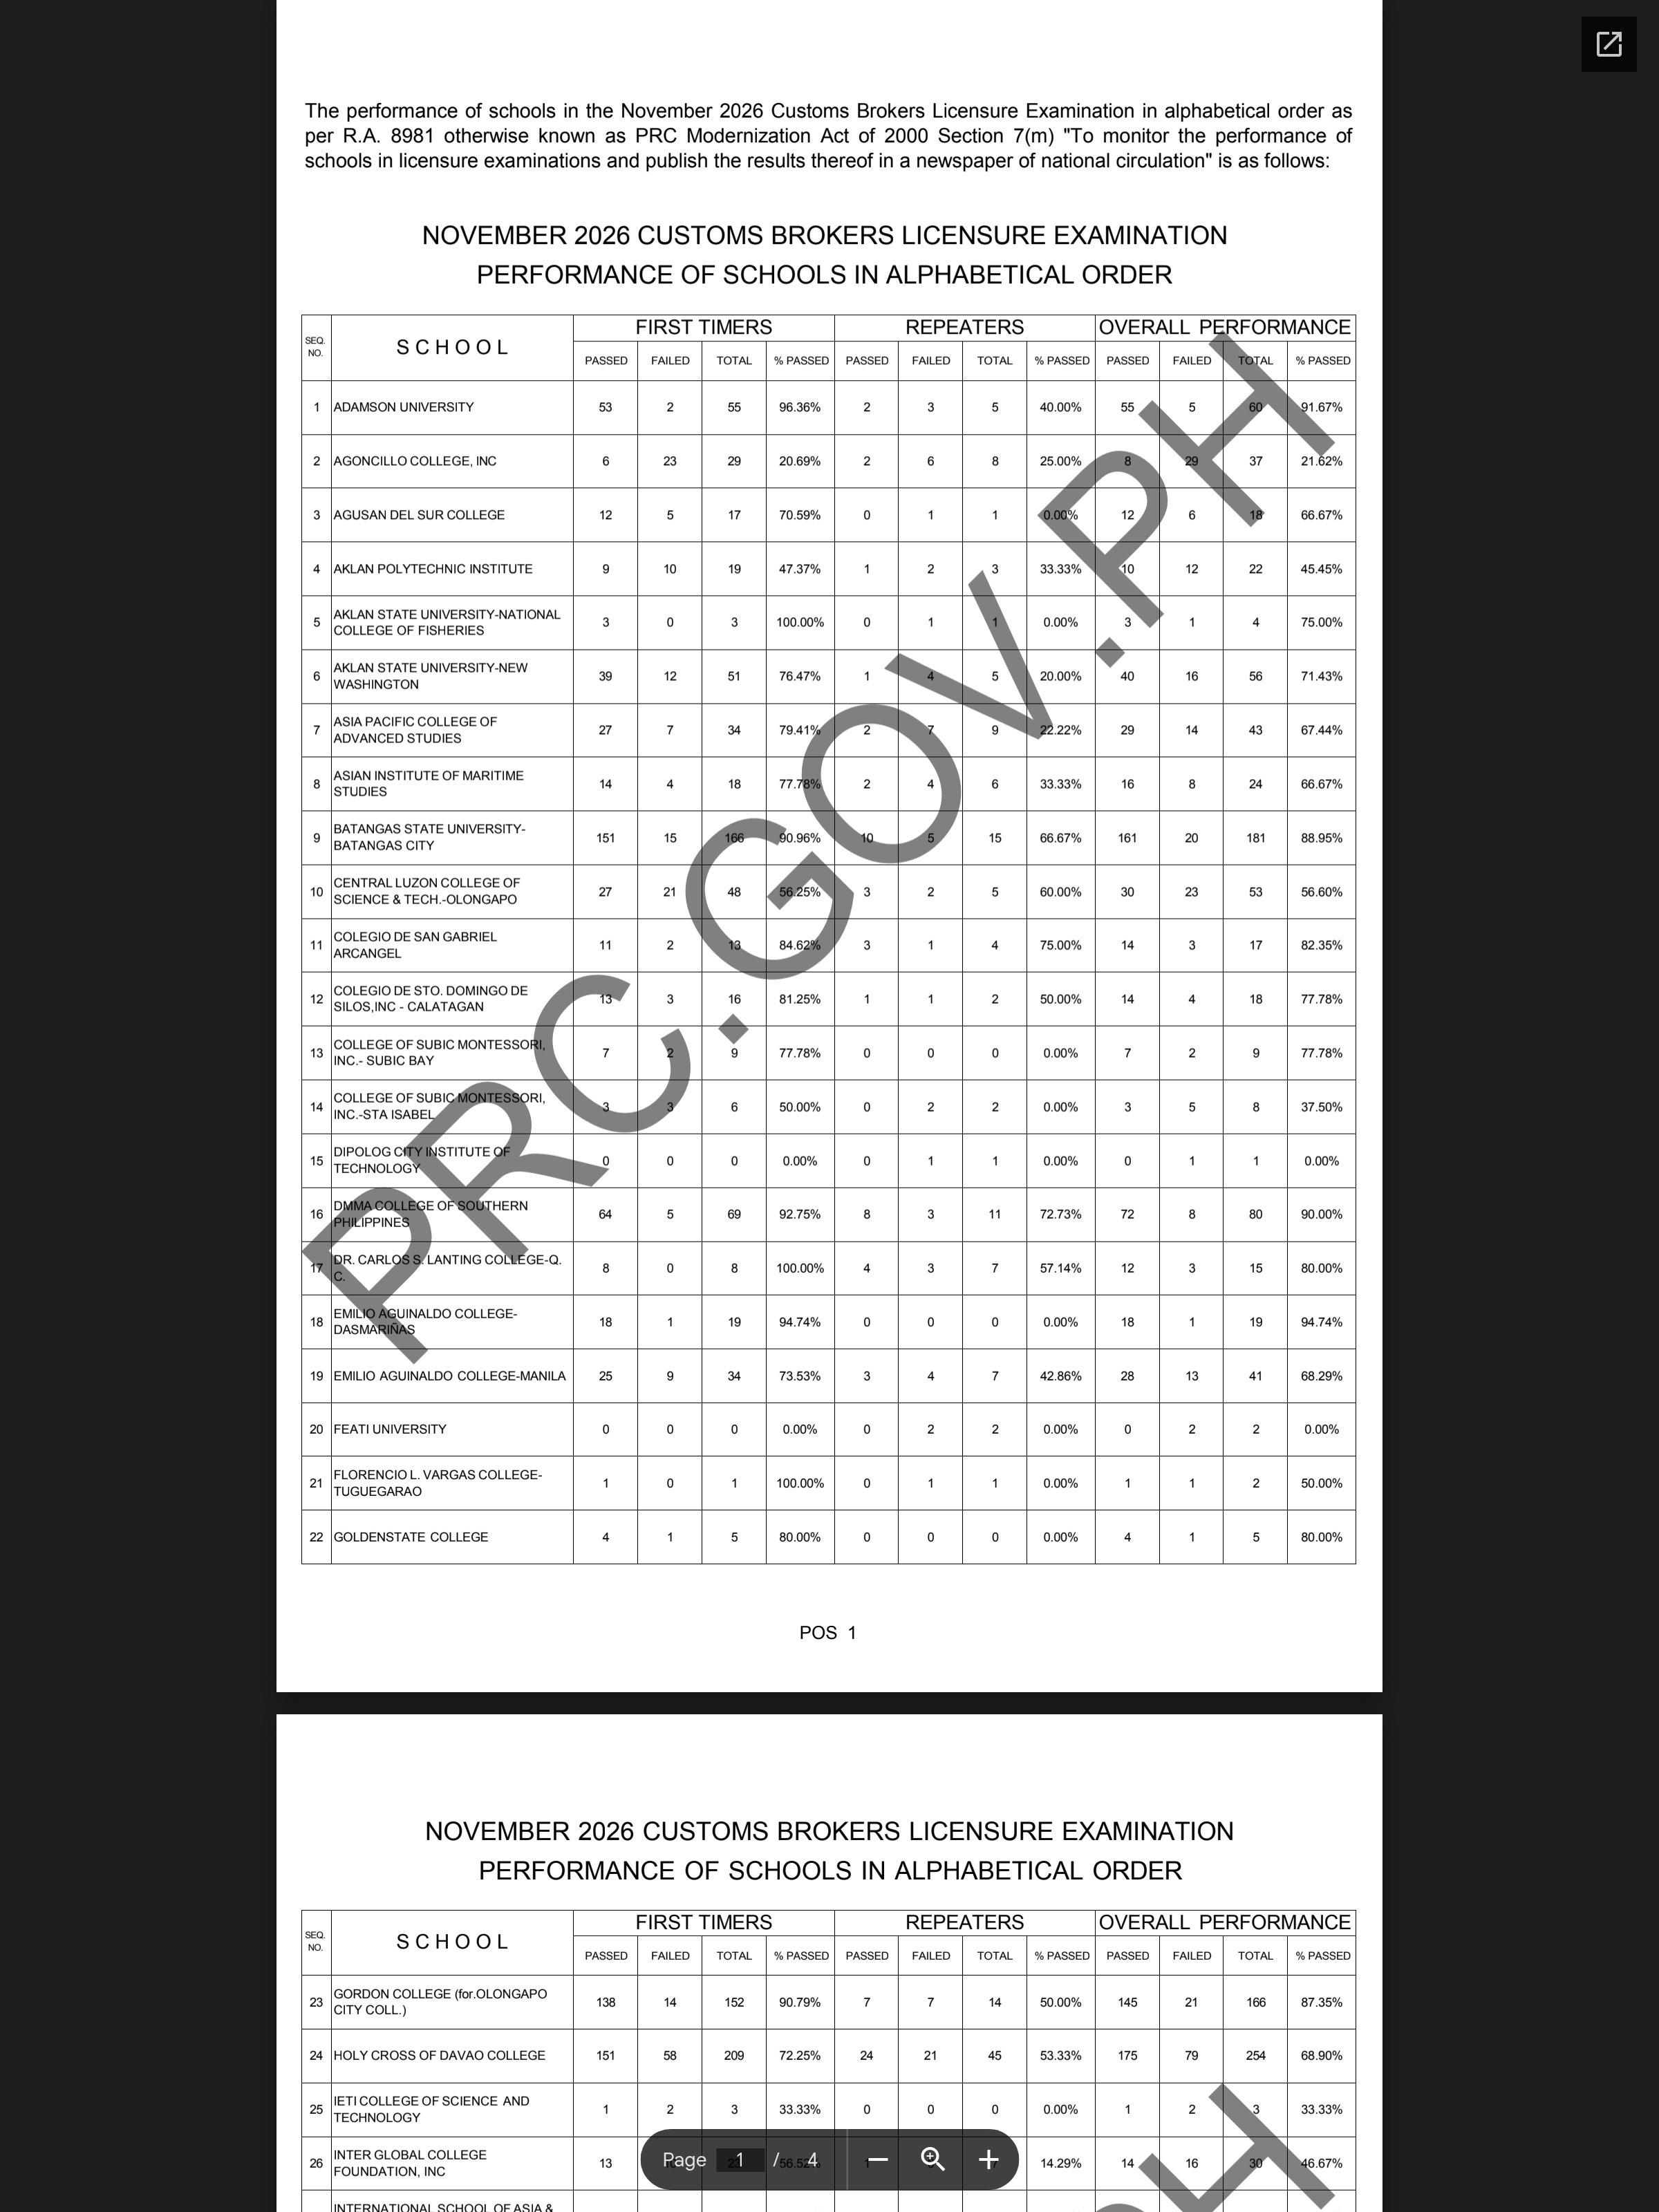 The performance of schools in the November 2026 Customs Brokers Licensure Examination in alphabetical order as
per R.A. 8981 otherwise known as PRC Modernization Act of 2000 Section 7(m) "To monitor the performance of
schools in licensure examinations and publish the results thereof in a newspaper of national circulation" is as follows:
NOVEMBER 2026 CUSTOMS BROKERS LICENSURE EXAMINATION
PERFORMANCE OF SCHOOLS IN ALPHABETICAL ORDER
SEQ. NO. SCHOOL FIRST TIMERS REPEATERS OVERALL PERFORMANCE
PASSED FAILED TOTAL % PASSED PASSED FAILED TOTAL % PASSED PASSED FAILED TOTAL % PASSED
1 ADAMSON UNIVERSITY 53 2 55 96.36% 2 3 5 40.00% 55 5 60 91.67%
2 AGONCILLO COLLEGE, INC 6 23 29 20.69% 2 6 8 25.00% 8 29 37 21.62%
3 AGUSAN DEL SUR COLLEGE 12 5 17 70.59% 0 1 1 0.00% 12 6 18 66.67%
4 AKLAN POLYTECHNIC INSTITUTE 9 10 19 47.37% 1 2 3 33.33% 10 12 22 45.45%
5 AKLAN STATE UNIVERSITY-NATIONAL
COLLEGE OF FISHERIES 3 0 3 100.00% 0 1 1 0.00% 3 1 4 75.00%
6 AKLAN STATE UNIVERSITY-NEW
WASHINGTON 39 12 51 76.47% 1 4 5 20.00% 40 16 56 71.43%
7 ASIA PACIFIC COLLEGE OF
ADVANCED STUDIES 27 7 34 79.41% 2 7 9 22.22% 29 14 43 67.44%
8 ASIAN INSTITUTE OF MARITIME
STUDIES 14 4 18 77.78% 2 4 6 33.33% 16 8 24 66.67%
9 BATANGAS STATE UNIVERSITY-
BATANGAS CITY 151 15 166 90.96% 10 5 15 66.67% 161 20 181 88.95%
10 CENTRAL LUZON COLLEGE OF
SCIENCE & TECH.-OLONGAPO 27 21 48 56.25% 3 2 5 60.00% 30 23 53 56.60%
11 COLEGIO DE SAN GABRIEL
ARCANGEL 11 2 13 84.62% 3 1 4 75.00% 14 3 17 82.35%
12 COLEGIO DE STO. DOMINGO DE
SILOS,INC - CALATAGAN 13 3 16 81.25% 1 1 2 50.00% 14 4 18 77.78%
13 COLLEGE OF SUBIC MONTESSORI,
INC.- SUBIC BAY 7 2 9 77.78% 0 0 0 0.00% 7 2 9 77.78%
14 COLLEGE OF SUBIC MONTESSORI,
INC.-STA ISABEL 3 3 6 50.00% 0 2 2 0.00% 3 5 8 37.50%
15 DIPOLOG CITY INSTITUTE OF
TECHNOLOGY 0 0 0 0.00% 0 1 1 0.00% 0 1 1 0.00%
16 DMMA COLLEGE OF SOUTHERN
PHILIPPINES 64 5 69 92.75% 8 3 11 72.73% 72 8 80 90.00%
17 DR. CARLOS S. LANTING COLLEGE-Q.
C. 8 0 8 100.00% 4 3 7 57.14% 12 3 15 80.00%
18 EMILIO AGUINALDO COLLEGE-
DASMARIÑAS 18 1 19 94.74% 0 0 0 0.00% 18 1 19 94.74%
19 EMILIO AGUINALDO COLLEGE-MANILA 25 9 34 73.53% 3 4 7 42.86% 28 13 41 68.29%
20 FEATI UNIVERSITY 0 0 0 0.00% 0 2 2 0.00% 0 2 2 0.00%
21 FLORENCIO L. VARGAS COLLEGE-
TUGUEGARAO 1 0 1 100.00% 0 1 1 0.00% 1 1 2 50.00%
22 GOLDENSTATE COLLEGE 4 1 5 80.00% 0 0 0 0.00% 4 1 5 80.00%
PRC.GOV.PH
POS 1
NOVEMBER 2026 CUSTOMS BROKERS LICENSURE EXAMINATION
PERFORMANCE OF SCHOOLS IN ALPHABETICAL ORDER
SEQ. NO. SCHOOL FIRST TIMERS REPEATERS OVERALL PERFORMANCE
PASSED FAILED TOTAL % PASSED PASSED FAILED TOTAL % PASSED PASSED FAILED TOTAL % PASSED
23 GORDON COLLEGE (for.OLONGAPO
CITY COLL.) 138 14 152 90.79% 7 7 14 50.00% 145 21 166 87.35%
24 HOLY CROSS OF DAVAO COLLEGE 151 58 209 72.25% 24 21 45 53.33% 175 79 254 68.90%
25 IETI COLLEGE OF SCIENCE AND
TECHNOLOGY 1 2 3 33.33% 0 0 0 0.00% 1 2 3 33.33%
26 INTER GLOBAL COLLEGE
FOUNDATION, INC 13 56.52% 14.29% 14 16 30 46.67%
INTERNATIONAL SCHOOL OF ASIA &
Page 1 / 4